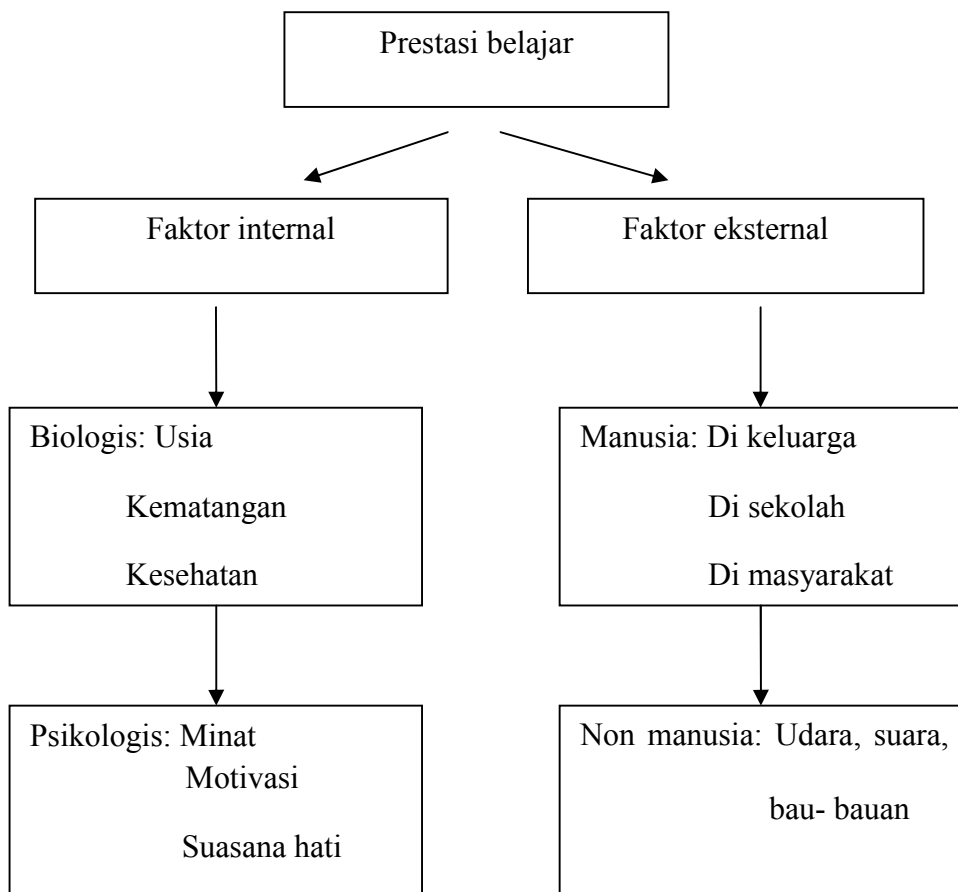 Prestasi belajar
Faktor internal
Faktor eksternal
Biologis: Usia
Kematangan
Kesehatan
Manusia: Di keluarga
Di sekolah
Di masyarakat
Psikologis: Minat
Motivasi
Suasana hati
Non manusia: Udara, suara,
bau- bauan